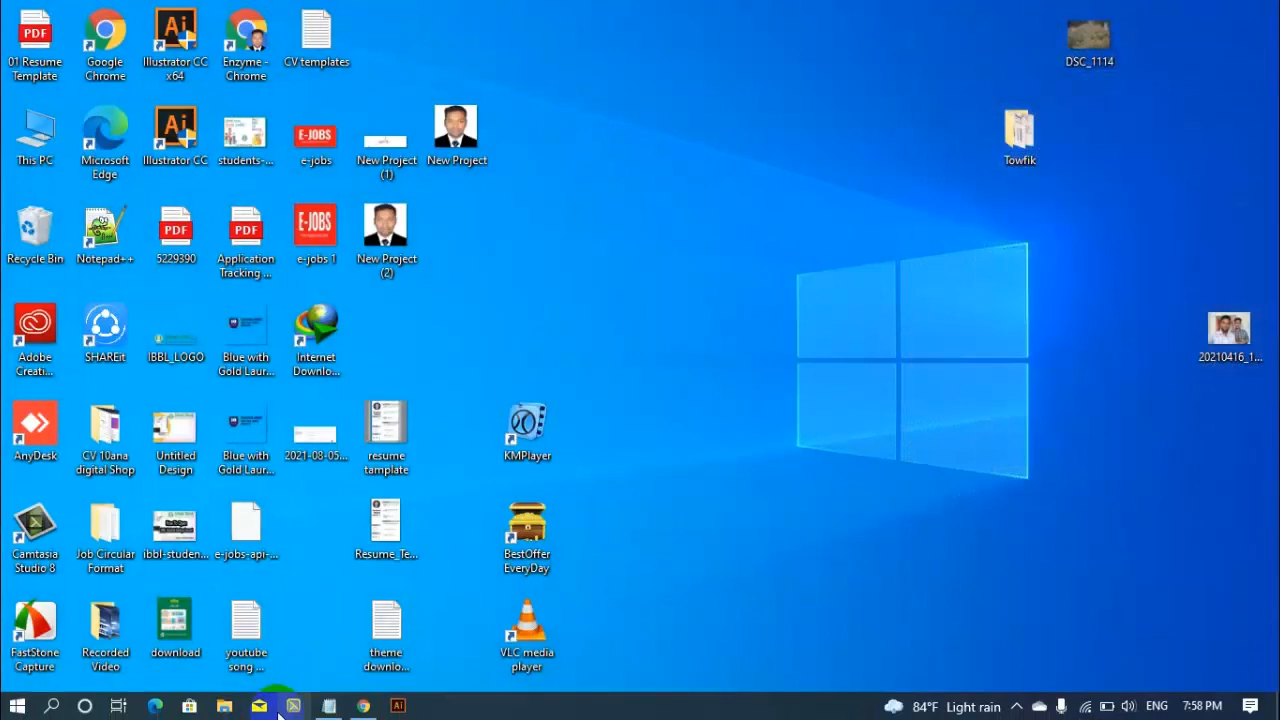 PDF
01 Resume
Template
Google
Chrome
Ai
Illustrator CC
x64
Enzyme -
Chrome
CV templates
DSC_1114
This PC
Microsoft
Edge
Ai
Illustrator CC
students-...
E-JOBS
e-jobs
New Project
(1)
New Project
Towfik
Recycle Bin
Notepad++
PDF
5229390
PDF
Application
Tracking ...
E-JOBS
e-jobs 1
New Project
(2)
Adobe
Creati...
SHAREit
IBBL_LOGO
Blue with
Gold Laur...
Internet
Downlo...
20210416_1...
AnyDesk
CV 10ana
digital Shop
Untitled
Design
Blue with
Gold Laur...
2021-08-05...
resume
tamplate
KMPlayer
Camtasia
Studio 8
Job Circular
Format
ibbl-studen...
e-jobs-api-...
Resume_Te...
BestOffer
EveryDay
FastStone
Capture
Recorded
Video
download
youtube
song ...
theme
downlo...
VLC media
player
Ai
84°F Light rain
ENG
7:58 PM